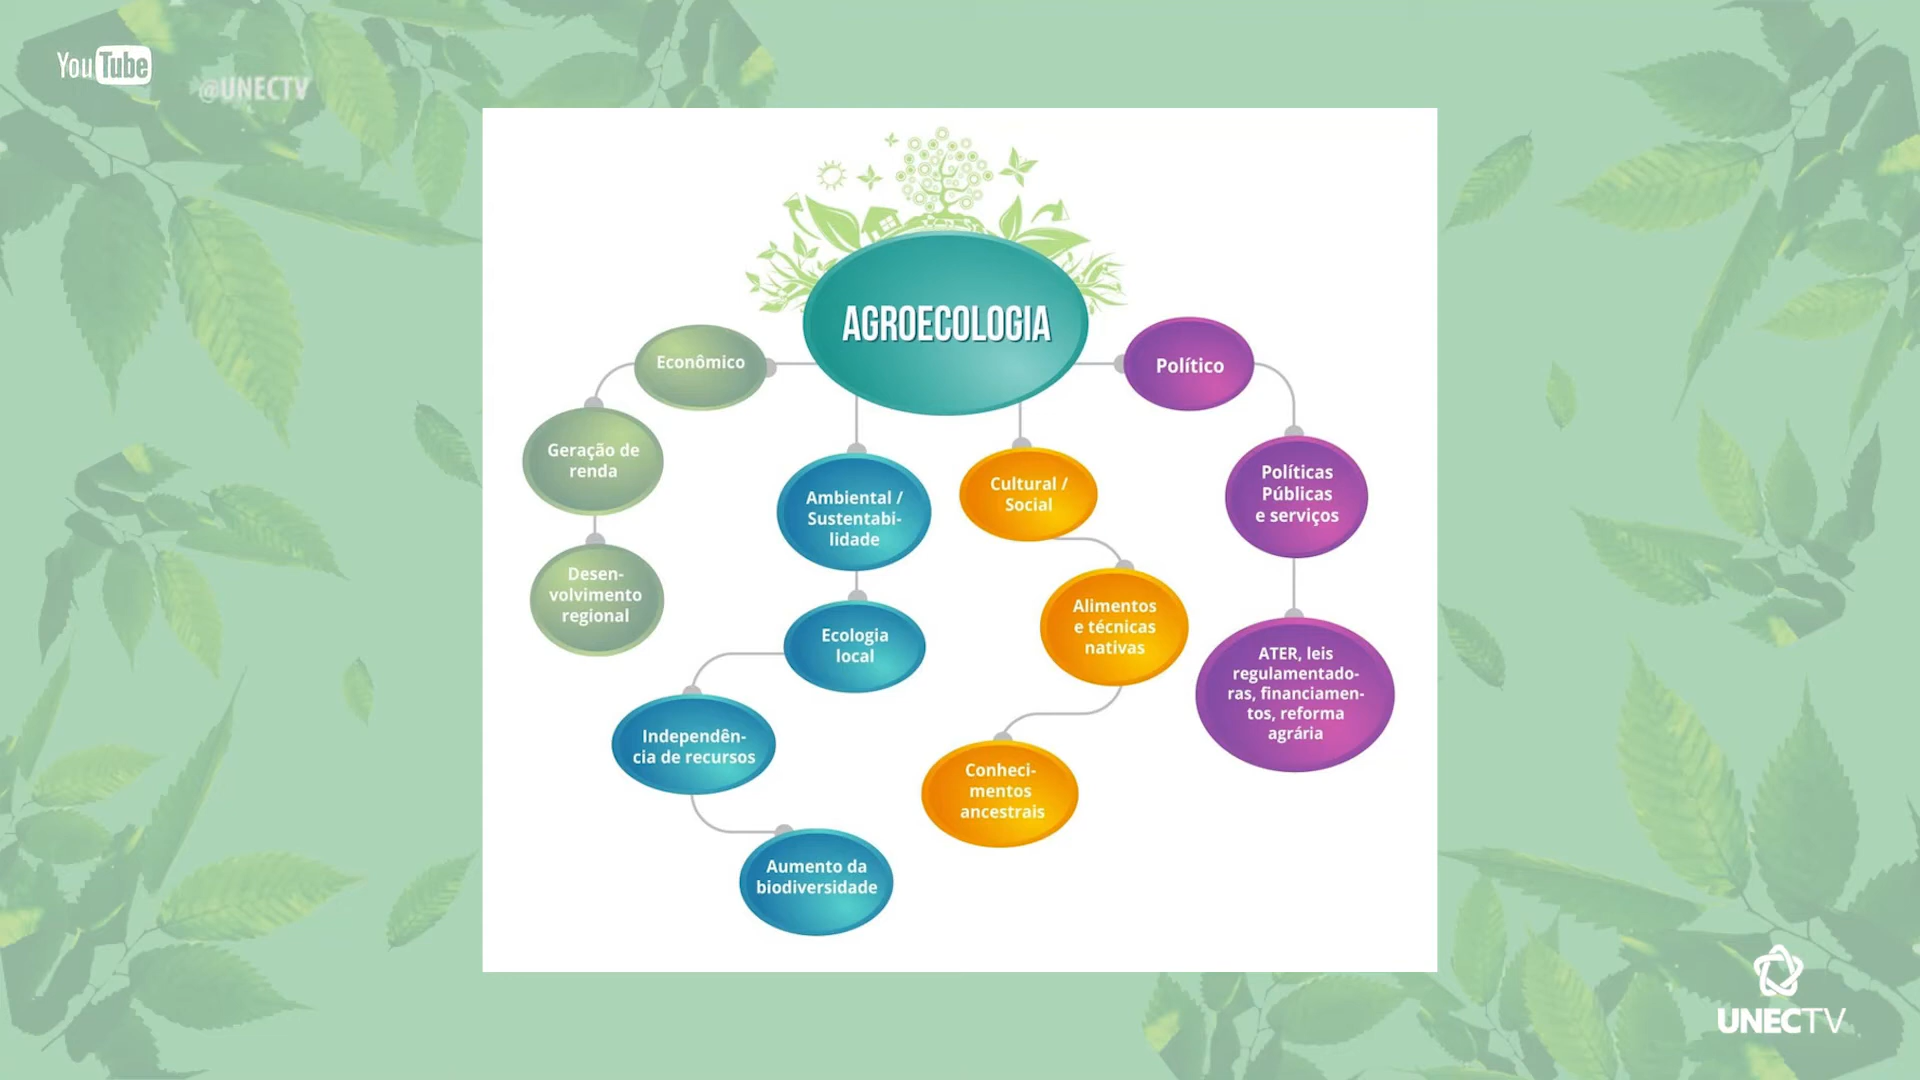 YouTube
@UNECTV
AGROECOLOGIA
Econômico
Geração de
renda
Desen-
volvimento
regional
Ambiental /
Sustentabi-
lidade
Ecologia
local
Independên-
cia de recursos
Aumento da
biodiversidade
Cultural /
Social
Alimentos
e técnicas
nativas
Conheci-
mentos
ancestrais
Político
Políticas
Públicas
e serviços
ATER, leis
regulamentado-
ras, financiamen-
tos, reforma
agrária
UNECTV